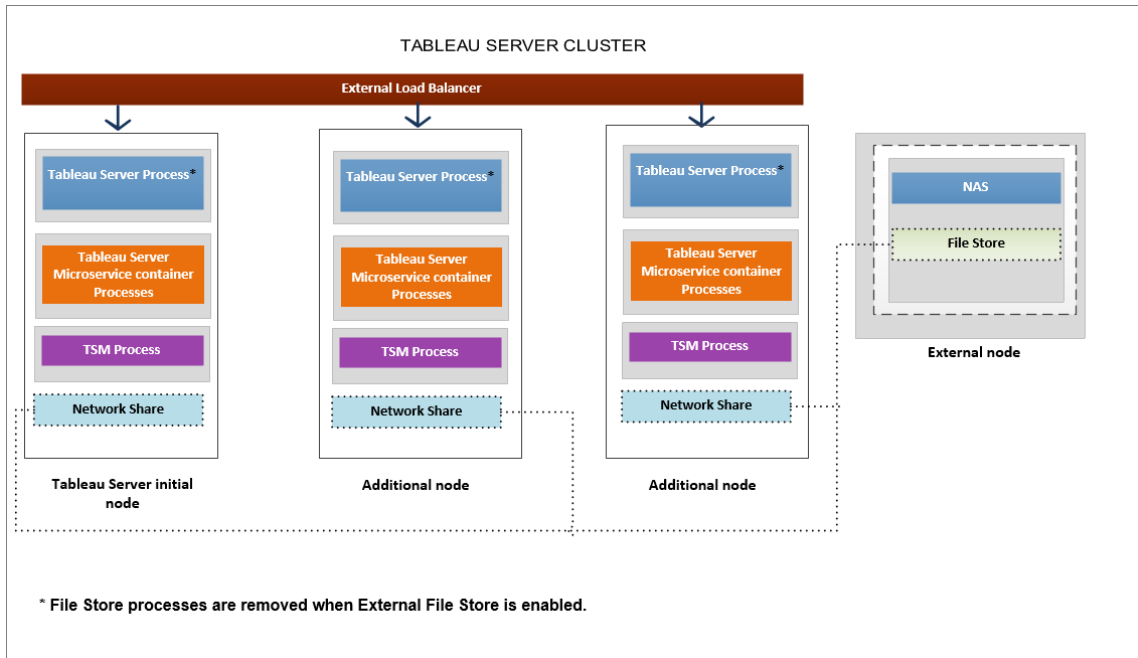 TABLEAU SERVER CLUSTER
External Load Balancer
Tableau Server Process*
Tableau Server
Microservice container
Processes
TSM Process
Network Share
Tableau Server initial
node
Tableau Server Process*
Tableau Server
Microservice container
Processes
TSM Process
Network Share
Additional node
Tableau Server Process*
Tableau Server
Microservice container
Processes
TSM Process
Network Share
Additional node
NAS
File Store
External node
* File Store processes are removed when External File Store is enabled.